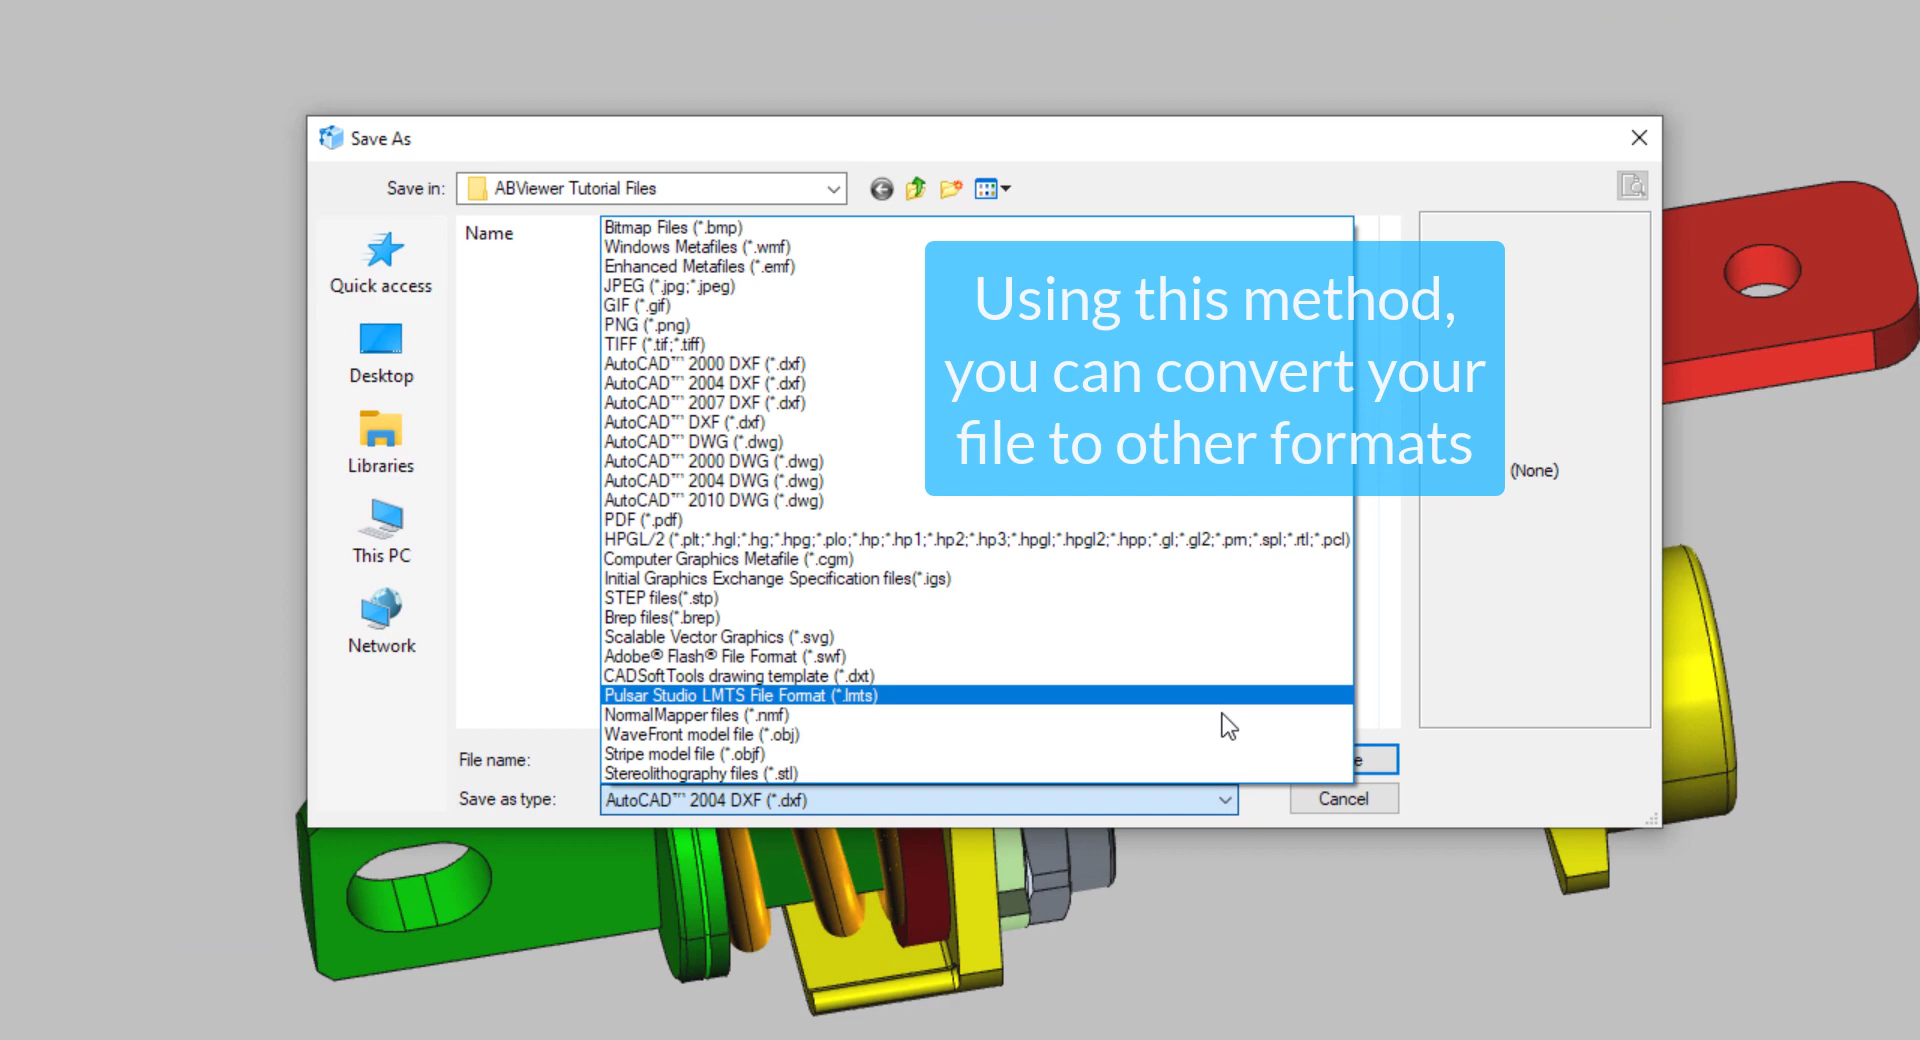 Save As
Save in:
ABViewer Tutorial Files
Quick access
Desktop
Libraries
This PC
Network
Name
Bitmap Files (*.bmp)
Windows Metafiles (*.wmf)
Enhanced Metafiles (*.emf)
JPEG (*.jpg;*.jpeg)
GIF (*.gif)
PNG (*.png)
TIFF (*.tif;*.tiff)
AutoCAD™ 2000 DXF (*.dxf)
AutoCAD™ 2004 DXF (*.dxf)
AutoCAD™ 2007 DXF (*.dxf)
AutoCAD™ DXF (*.dxf)
AutoCAD™ DWG (*.dwg)
AutoCAD™ 2000 DWG (*.dwg)
AutoCAD™ 2004 DWG (*.dwg)
AutoCAD™ 2010 DWG (*.dwg)
PDF (*.pdf)
HPGL/2 (*.plt;*.hgl;*.hg;*.hpg;*.plo;*.hp;*.hp1;*.hp2;*.hp3;*.hpgl;*.hpgl2;*.hpp;*.gl;*.gl2;*.prn;*.spl;*.rtl;*.pcl)
Computer Graphics Metafile (*.cgm)
Initial Graphics Exchange Specification files(*.igs)
STEP files(*.stp)
Brep files(*.brep)
Scalable Vector Graphics (*.svg)
Adobe® Flash® File Format (*.swf)
CADSoftTools drawing template (*.dxt)
Pulsar Studio LMTS File Format (*.lmts)
NormalMapper files (*.nmf)
WaveFront model file (*.obj)
Stripe model file (*.objf)
Stereolithography files (*.stl)
Using this method,
you can convert your
file to other formats
(None)
File name:
e
Save as type:
AutoCAD™ 2004 DXF (*.dxf)
Cancel